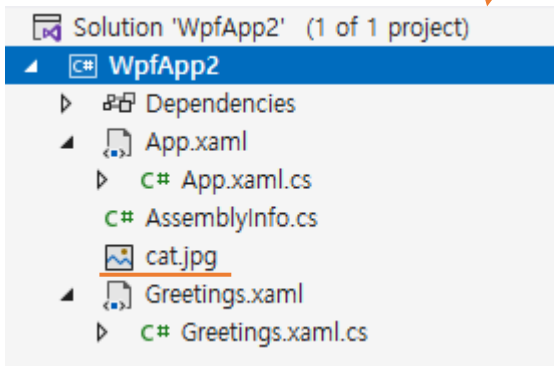 Solution 'WpfApp2' (1 of 1 project)
C# WpfApp2
Dependencies
App.xaml
C# App.xaml.cs
C# AssemblyInfo.cs
cat.jpg
Greetings.xaml
C# Greetings.xaml.cs